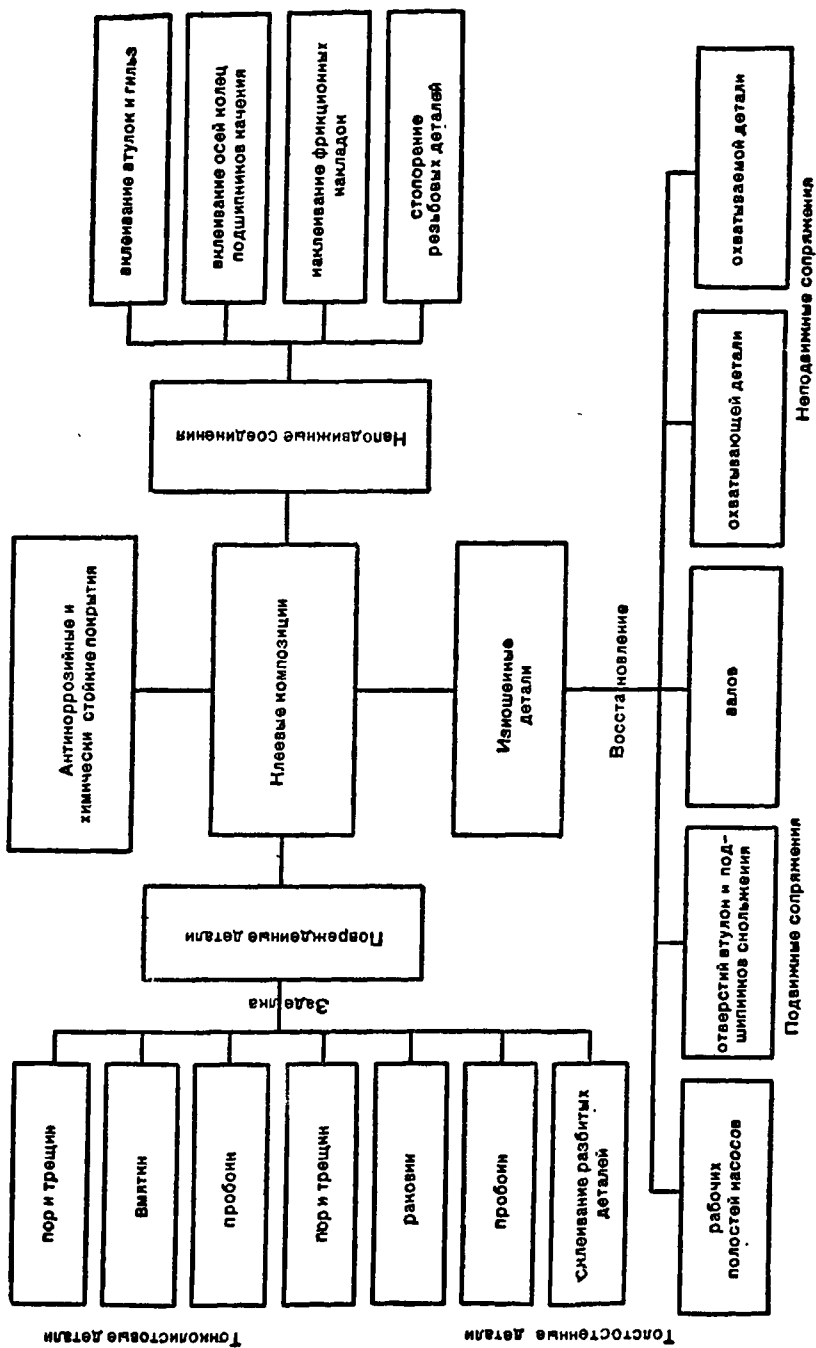 Антикоррозийные и
химически стойкие покрытия
Клеевые композиции
Поврежденные детали
Заделка
Тонколистовые детали
пор и трещин
вмятин
пробоин
Толстостенные детали
пор и трещин
раковин
пробоин
склеивание разбитых
деталей
Неподвижные соединения
вклеивание втулок и гильз
вклеивание осей колец
подшипников качения
наклеивание фрикционных
накладок
стопорение
резьбовых деталей
Изношенные
детали
Восстановление
рабочих
полостей насосов
отверстий втулок и под-
шипников скольжения
валов
Подвижные сопряжения
охватывающей детали
охватываемой детали
Неподвижные сопряжения